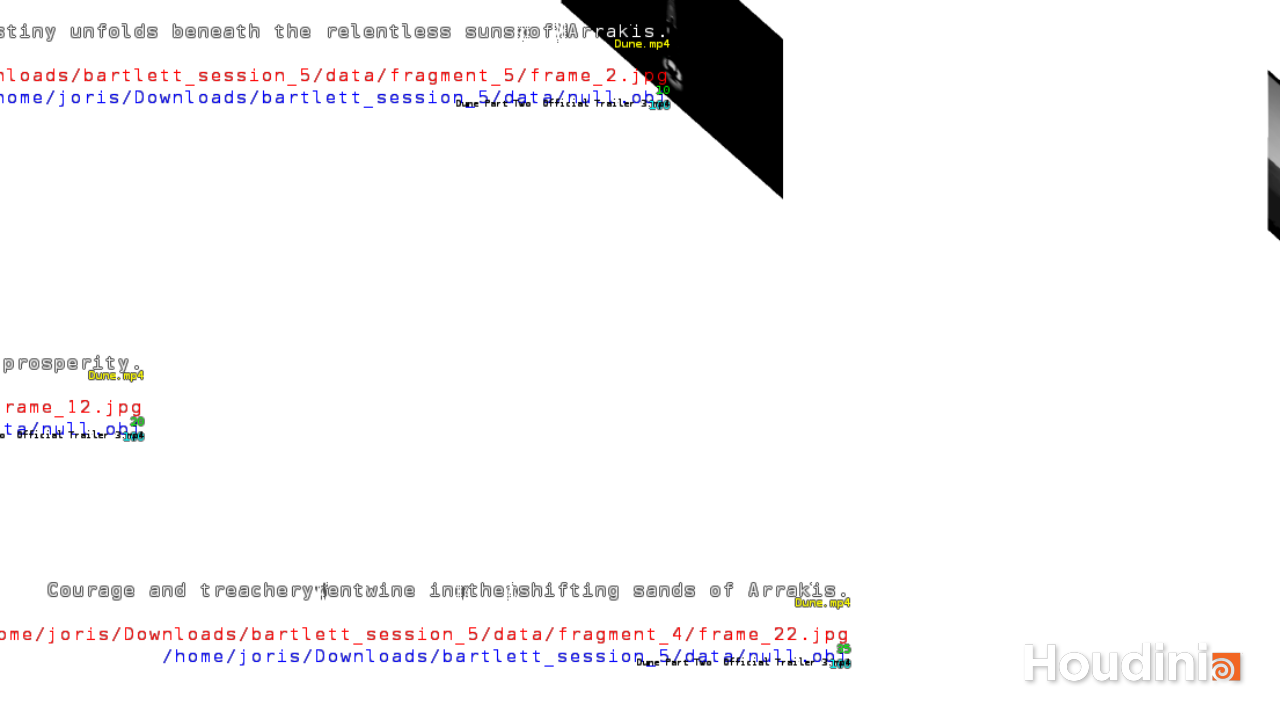 stiny unfolds beneath the relentless suns of Arrakis.
Dune.mp4
nloads/bartlett_session_5/data/fragment_5/frame_2.jpg
10
home/joris/Downloads/bartlett_session_5/data/null.obj
Dune Part Two Official Trailer 3.mp4
prosperity.
Dune.mp4
rame_12.jpg
20
ta/null.obj
o Official Trailer 3.mp4
Courage and treachery entwine in the shifting sands of Arrakis.
Dune.mp4
ome/joris/Downloads/bartlett_session_5/data/fragment_4/frame_22.jpg
/home/joris/Downloads/bartlett_session_5/data/null.obj
Dune Part Two Official Trailer 3.mp4
Houdini